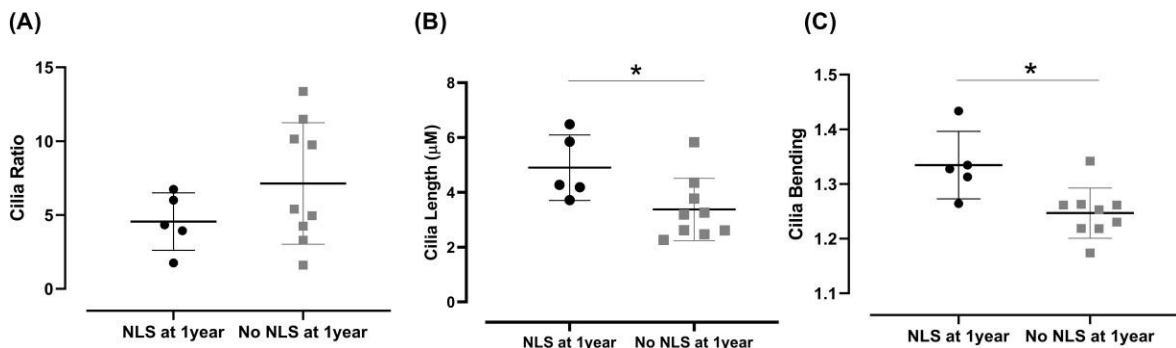 (A)
Cilia Ratio
15
10
5
0
NLS at 1year No NLS at 1year
(B)
*
Cilia Length (μM)
8
6
4
2
0
NLS at 1year No NLS at 1year
(C)
*
Cilia Bending
1.5
1.4
1.3
1.2
1.1
NLS at 1year No NLS at 1year